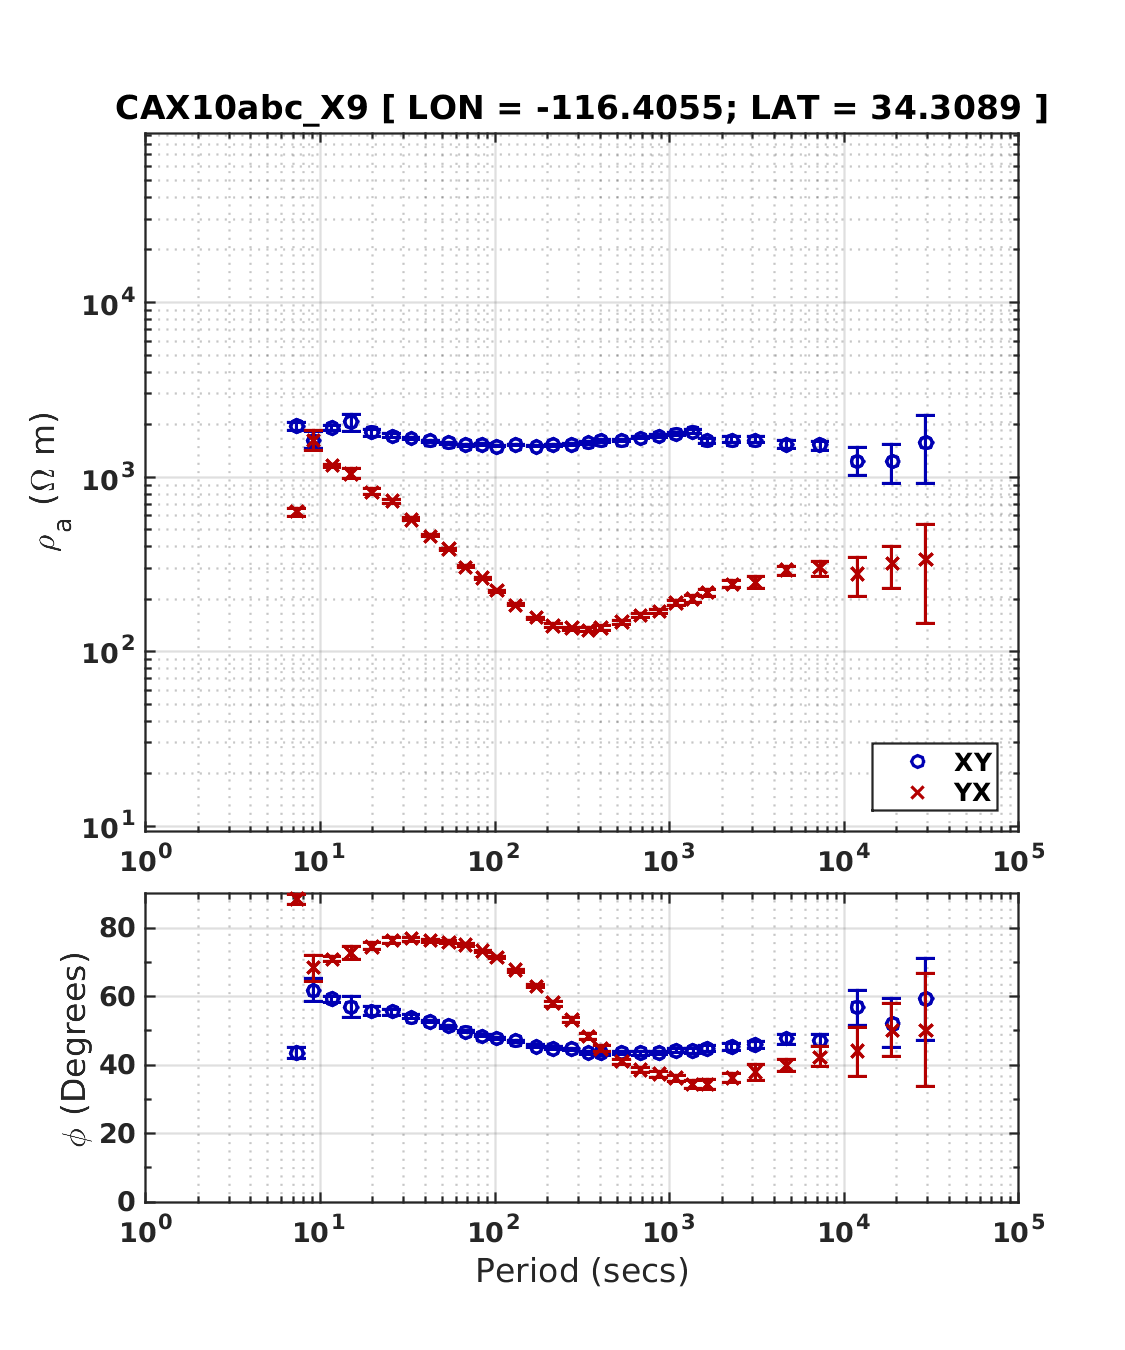 CAX10abc_X9 [ LON = -116.4055; LAT = 34.3089 ]
10^4
10^3
10^2
10^1
ρ_a (Ω m)
XY
YX
10^0 10^1 10^2 10^3 10^4 10^5
80
60
40
20
0
ϕ (Degrees)
10^0 10^1 10^2 10^3 10^4 10^5
Period (secs)